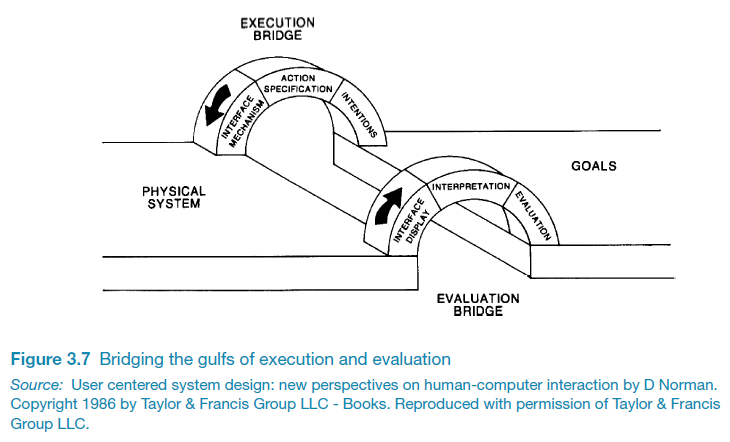 EXECUTION
BRIDGE
ACTION
SPECIFICATION
INTERFACE
MECHANISM
INTENTIONS
GOALS
PHYSICAL
SYSTEM
INTERPRETATION
INTERFACE
DISPLAY
EVALUATION
EVALUATION
BRIDGE
Figure 3.7 Bridging the gulfs of execution and evaluation
Source: User centered system design: new perspectives on human-computer interaction by D Norman.
Copyright 1986 by Taylor & Francis Group LLC - Books. Reproduced with permission of Taylor & Francis
Group LLC.